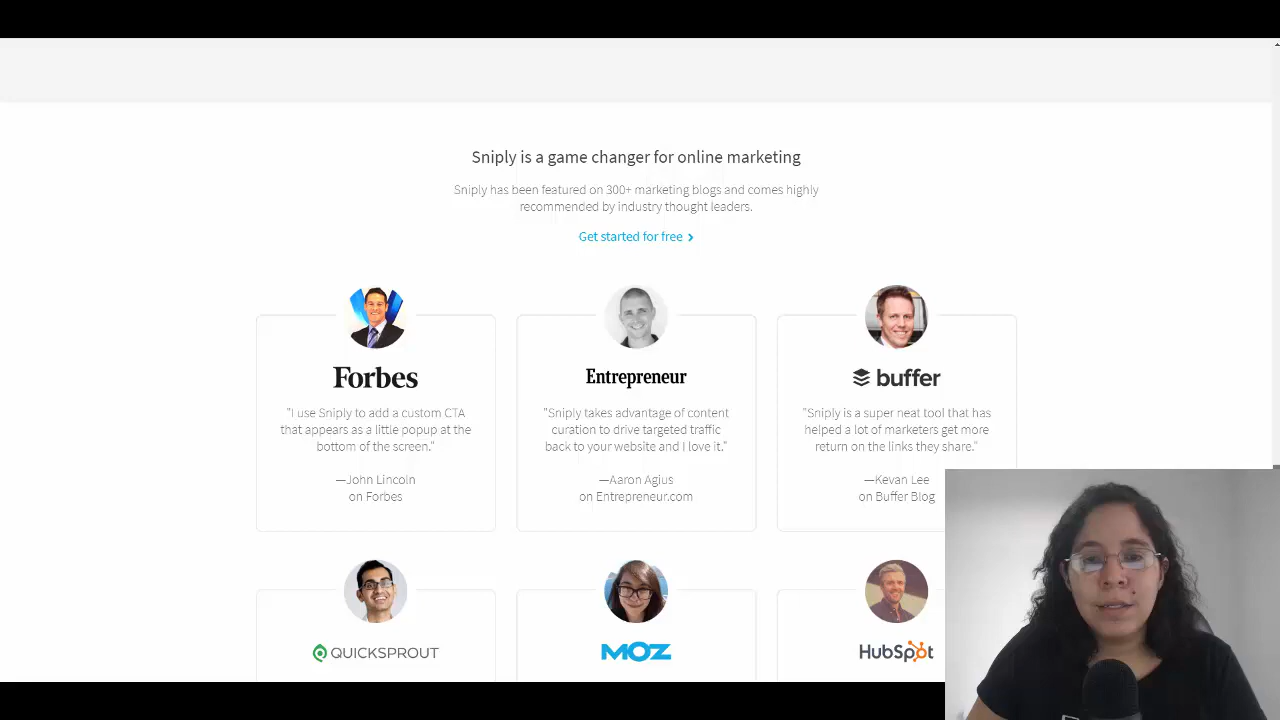 Sniply is a game changer for online marketing
Sniply has been featured on 300+ marketing blogs and comes highly
recommended by industry thought leaders.
Get started for free
Forbes
"I use Sniply to add a custom CTA
that appears as a little popup at the
bottom of the screen."
—John Lincoln
on Forbes
Entrepreneur
"Sniply takes advantage of content
curation to drive targeted traffic
back to your website and I love it."
—Aaron Agius
on Entrepreneur.com
buffer
"Sniply is a super neat tool that has
helped a lot of marketers get more
return on the links they share."
—Kevan Lee
on Buffer Blog
QUICKSPROUT
MOZ
HubSpot